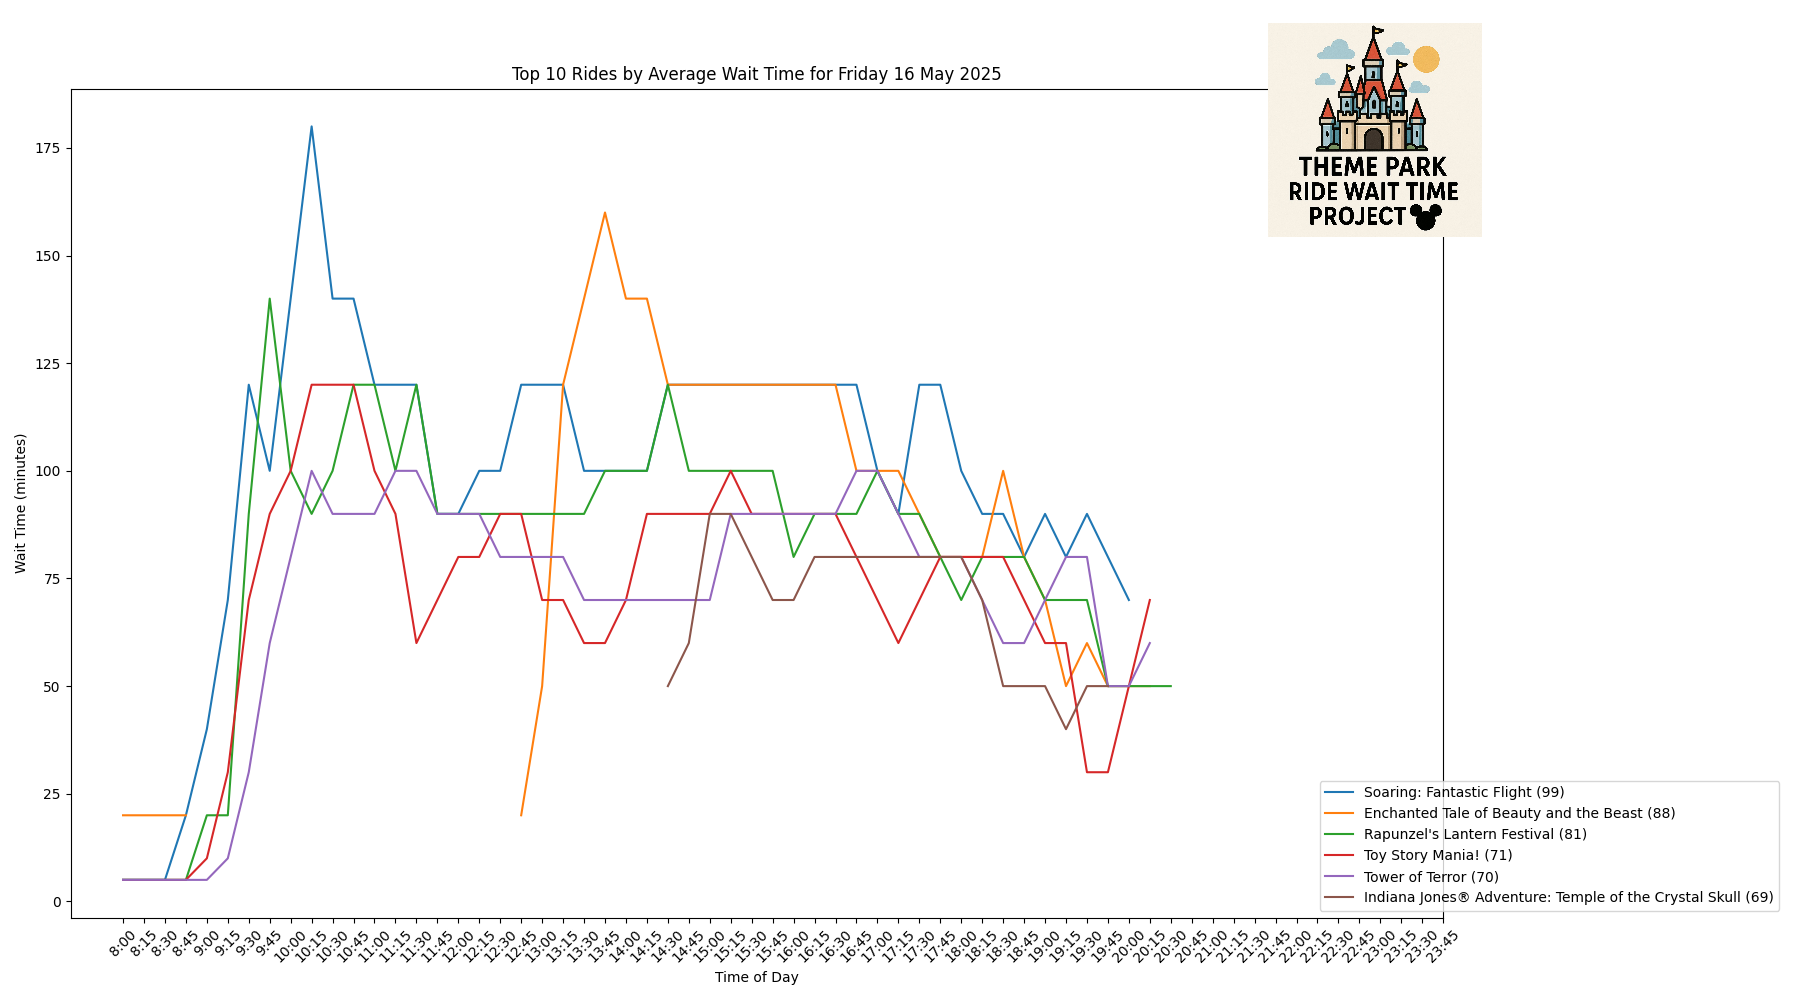 Top 10 Rides by Average Wait Time for Friday 16 May 2025
THEME PARK
RIDE WAIT TIME
PROJECT
Wait Time (minutes)
175
150
125
100
75
50
25
0
Soaring: Fantastic Flight (99)
Enchanted Tale of Beauty and the Beast (88)
Rapunzel's Lantern Festival (81)
Toy Story Mania! (71)
Tower of Terror (70)
Indiana Jones® Adventure: Temple of the Crystal Skull (69)
8:00 8:15 8:30 8:45 9:00 9:15 9:30 9:45 10:00 10:15 10:30 10:45 11:00 11:15 11:30 11:45 12:00 12:15 12:30 12:45 13:00 13:15 13:30 13:45 14:00 14:15 14:30 14:45 15:00 15:15 15:30 15:45 16:00 16:15 16:30 16:45 17:00 17:15 17:30 17:45 18:00 18:15 18:30 18:45 19:00 19:15 19:30 19:45 20:00 20:15 20:30 20:45 21:00 21:15 21:30 21:45 22:00 22:15 22:30 22:45 23:00 23:15 23:30 23:45
Time of Day